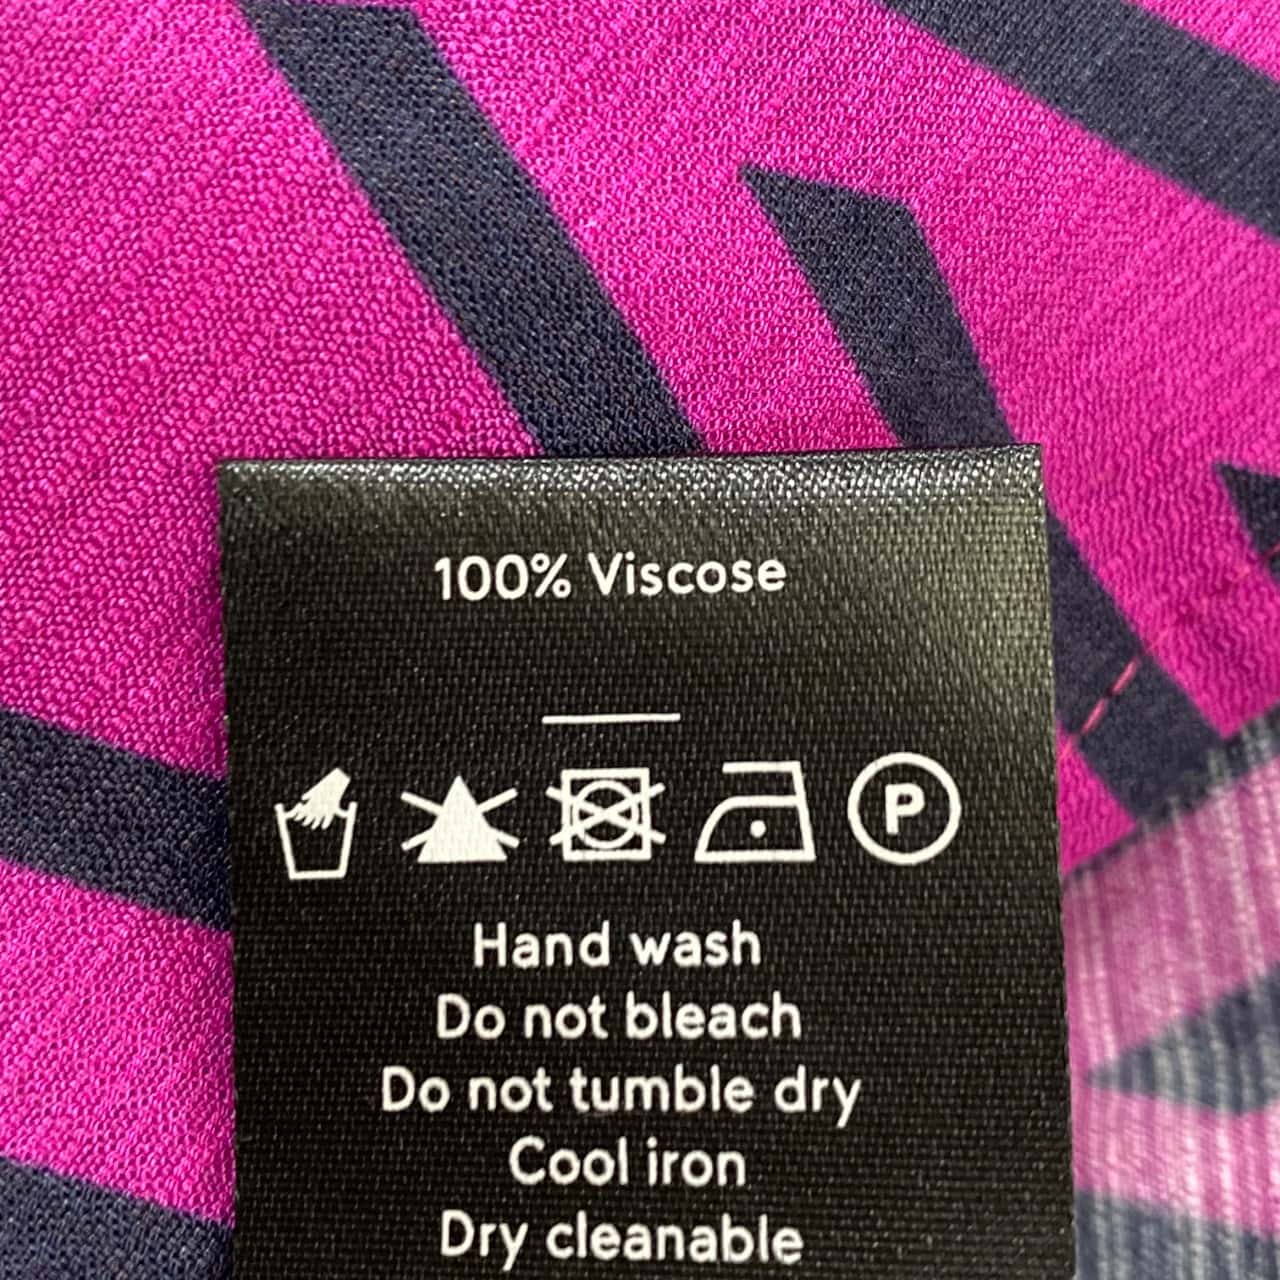 100% Viscose
P
Hand wash
Do not bleach
Do not tumble dry
Cool iron
Dry cleanable